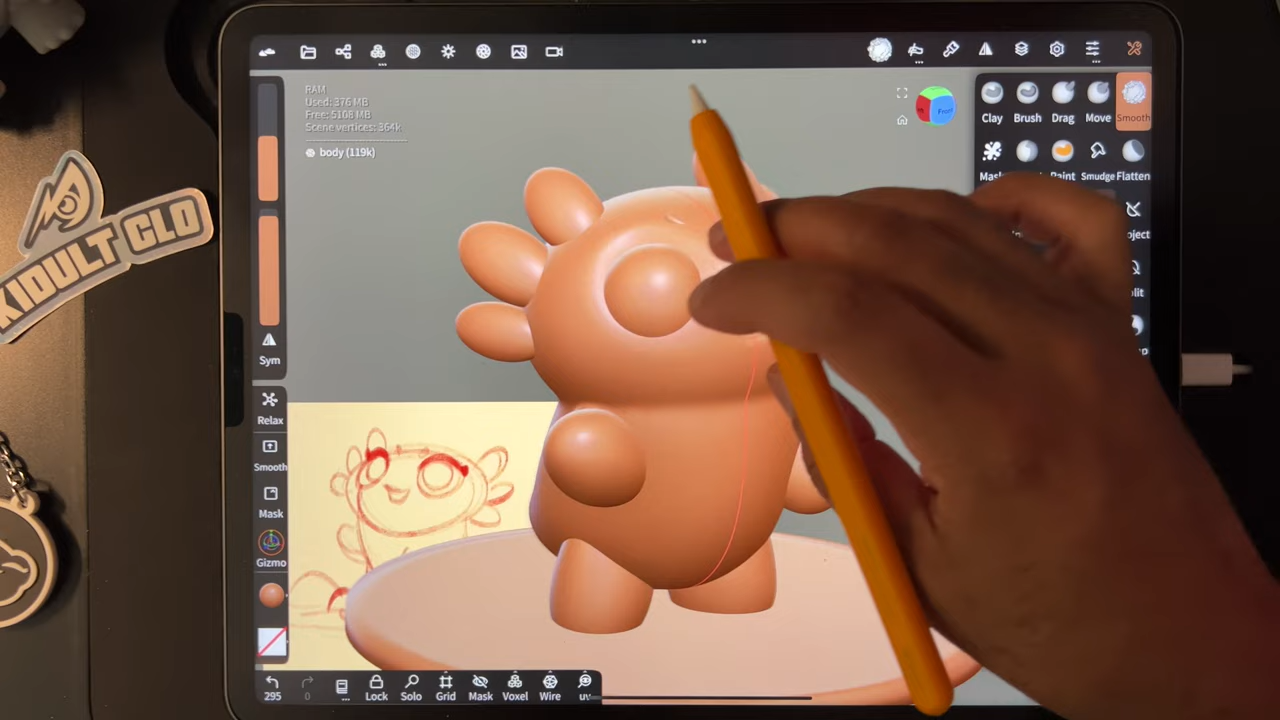 RAM
Used: 376 MB
Free: 5108 MB
Scene vertices: 364k
body (119k)
Front
Clay Brush Drag Move Smooth
Paint Smudge Flatten
KIDULT CLO
Sym
Relax
Smooth
Mask
Gizmo
295 0 Lock Solo Grid Mask Voxel Wire